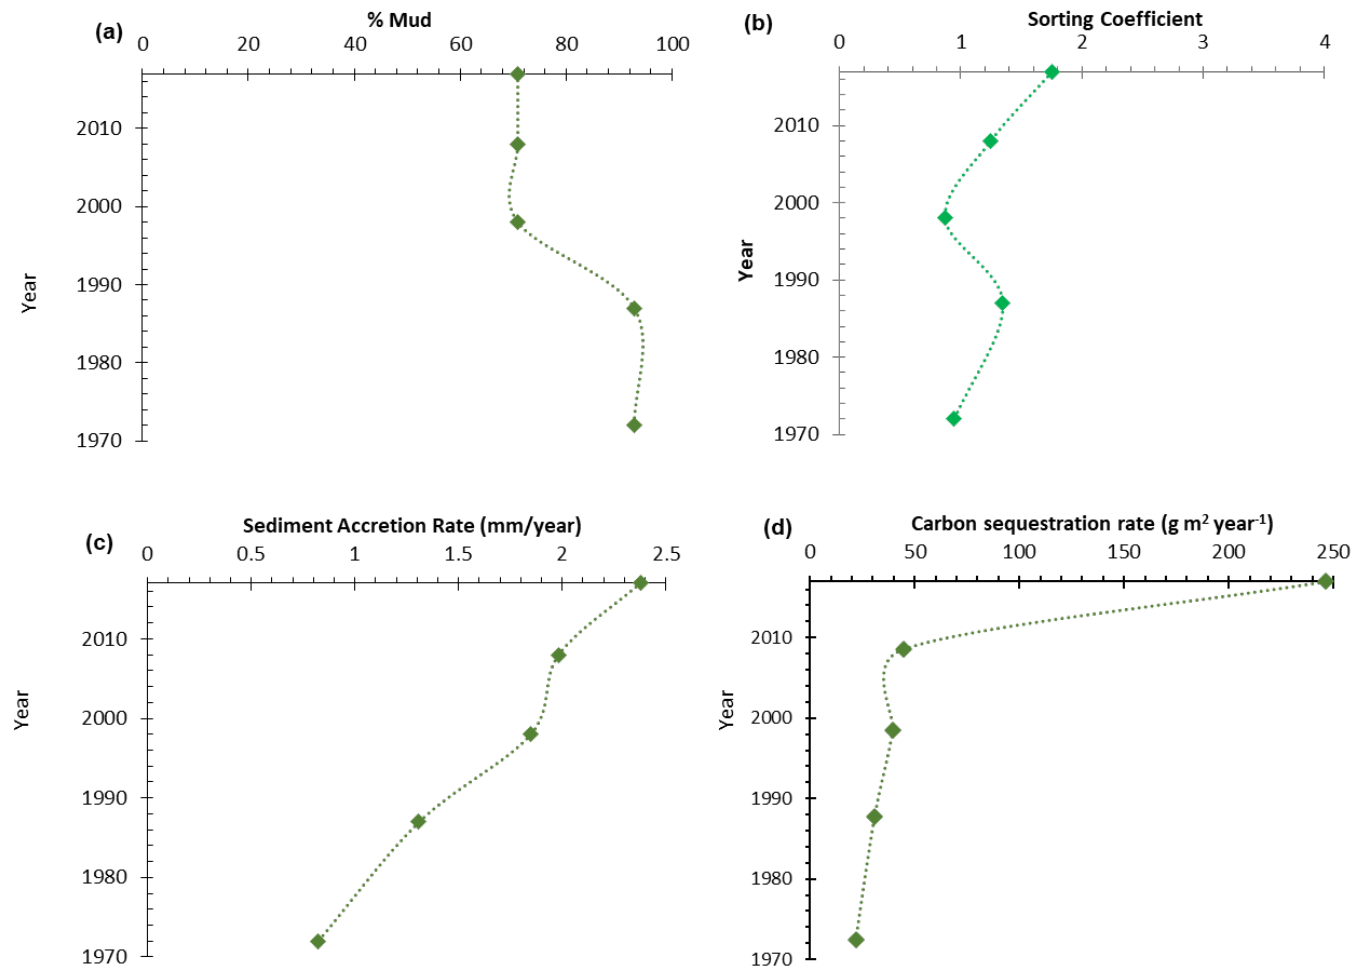 (a)
% Mud
0 20 40 60 80 100
2010
2000
1990
1980
1970
Year
(b)
Sorting Coefficient
0 1 2 3 4
2010
2000
1990
1980
1970
Year
(c)
Sediment Accretion Rate (mm/year)
0 0.5 1 1.5 2 2.5
2010
2000
1990
1980
1970
Year
(d)
Carbon sequestration rate (g m² year⁻¹)
0 50 100 150 200 250
2010
2000
1990
1980
1970
Year